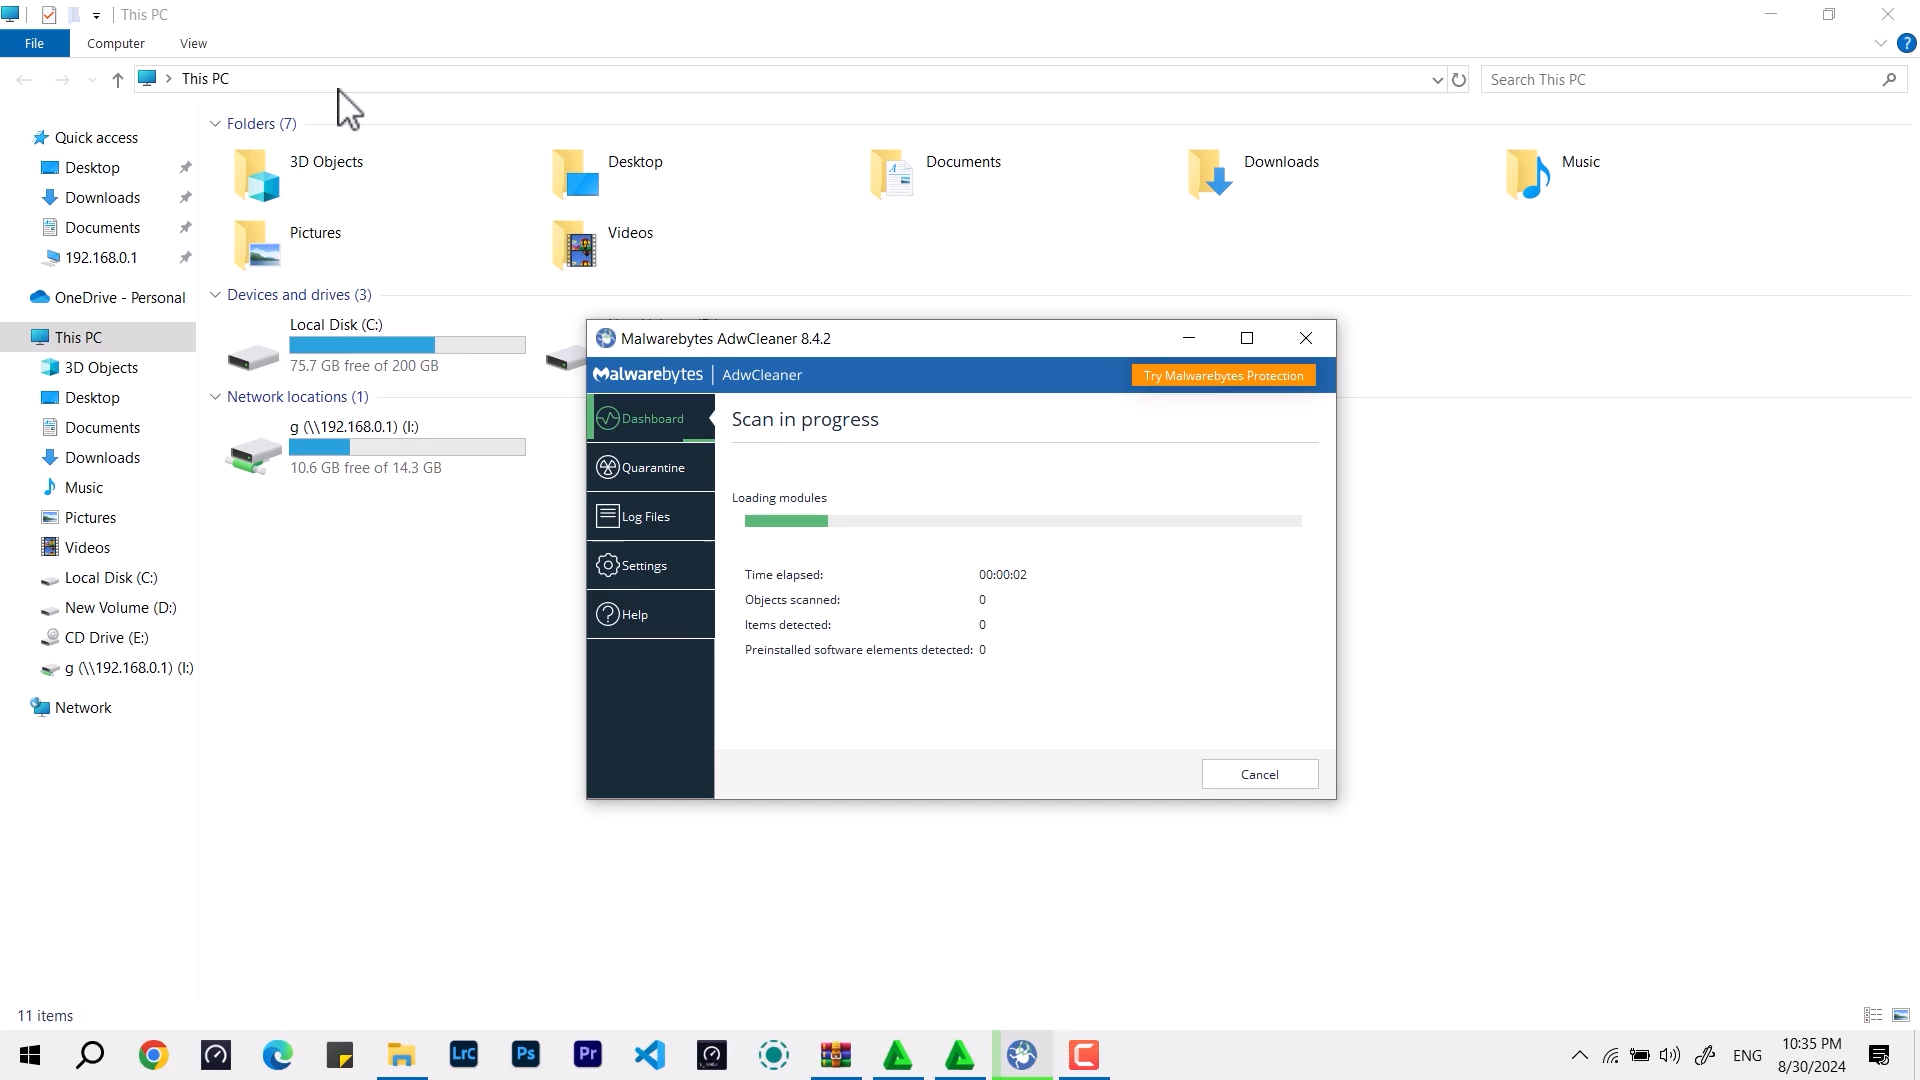 This PC
File
Computer
View
This PC
Search This PC
Quick access
Desktop
Downloads
Documents
192.168.0.1
OneDrive - Personal
This PC
3D Objects
Desktop
Documents
Downloads
Music
Pictures
Videos
Local Disk (C:)
New Volume (D:)
CD Drive (E:)
g (\\192.168.0.1) (I:)
Network
Folders (7)
3D Objects
Desktop
Documents
Downloads
Music
Pictures
Videos
Devices and drives (3)
Local Disk (C:)
75.7 GB free of 200 GB
Network locations (1)
g (\\192.168.0.1) (I:)
10.6 GB free of 14.3 GB
Malwarebytes AdwCleaner 8.4.2
Malwarebytes | AdwCleaner
Try Malwarebytes Protection
Dashboard
Quarantine
Log Files
Settings
Help
Scan in progress
Loading modules
Time elapsed: 00:00:02
Objects scanned: 0
Items detected: 0
Preinstalled software elements detected: 0
Cancel
11 items
LrC
Ps
Pr
ENG
10:35 PM
8/30/2024